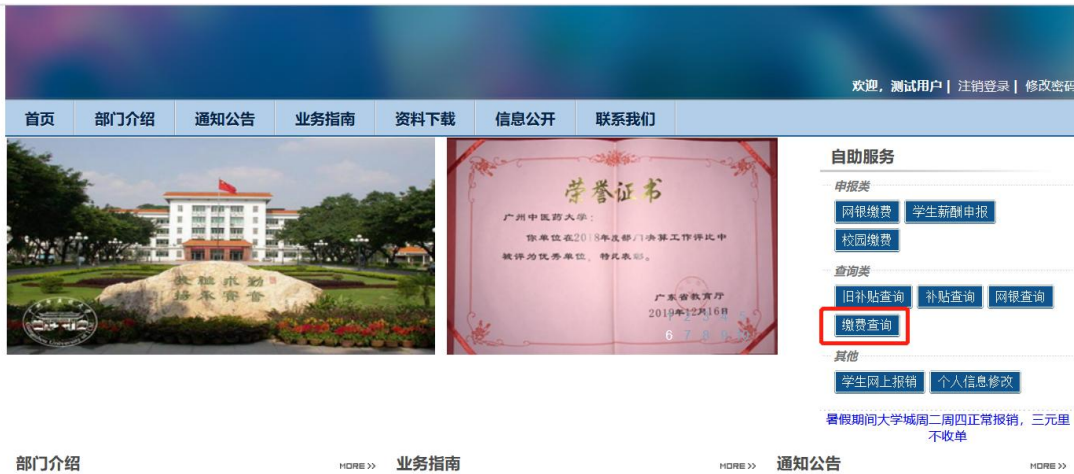 欢迎，测试用户 | 注销登录 | 修改密码
首页 部门介绍 通知公告 业务指南 资料下载 信息公开 联系我们
荣誉证书
广州中医药大学：
你单位在2018年度部门决算工作评比中
被评为优秀单位，特此表彰。
广东省教育厅
2019年12月16日
6 7 8 9
自助服务
申报类
网银缴费 学生薪酬申报
校园缴费
查询类
旧补贴查询 补贴查询 网银查询
缴费查询
其他
学生网上报销 个人信息修改
暑假期间大学城周二周四正常报销，三元里
不收单
部门介绍 MORE>> 业务指南 MORE>> 通知公告 MORE>>